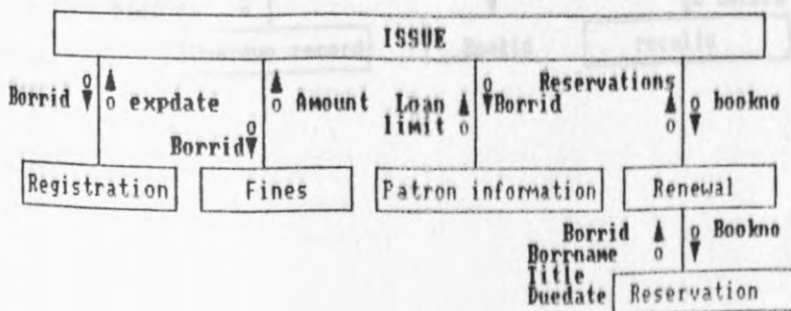 ISSUE
Borrid expdate
Borrid
Amount
Loan
limit
Borrid
Reservations
bookno
Registration
Fines
Patron information
Renewal
Borrid
Borrname
Title
Duedate
Bookno
Reservation